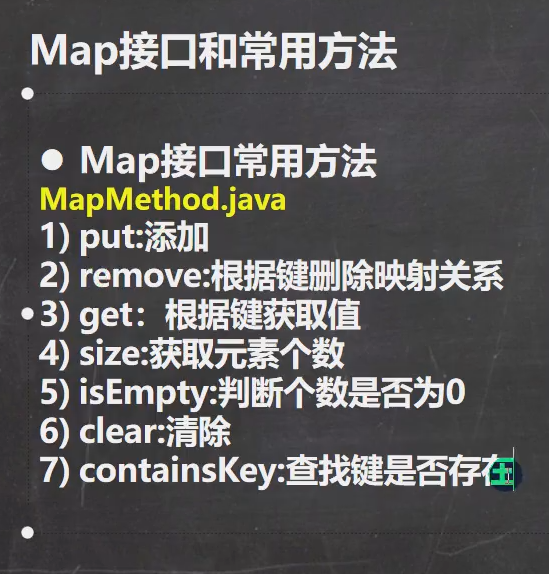 Map接口和常用方法
● Map接口常用方法
MapMethod.java
1) put:添加
2) remove:根据键删除映射关系
3) get：根据键获取值
4) size:获取元素个数
5) isEmpty:判断个数是否为0
6) clear:清除
7) containsKey:查找键是否存在